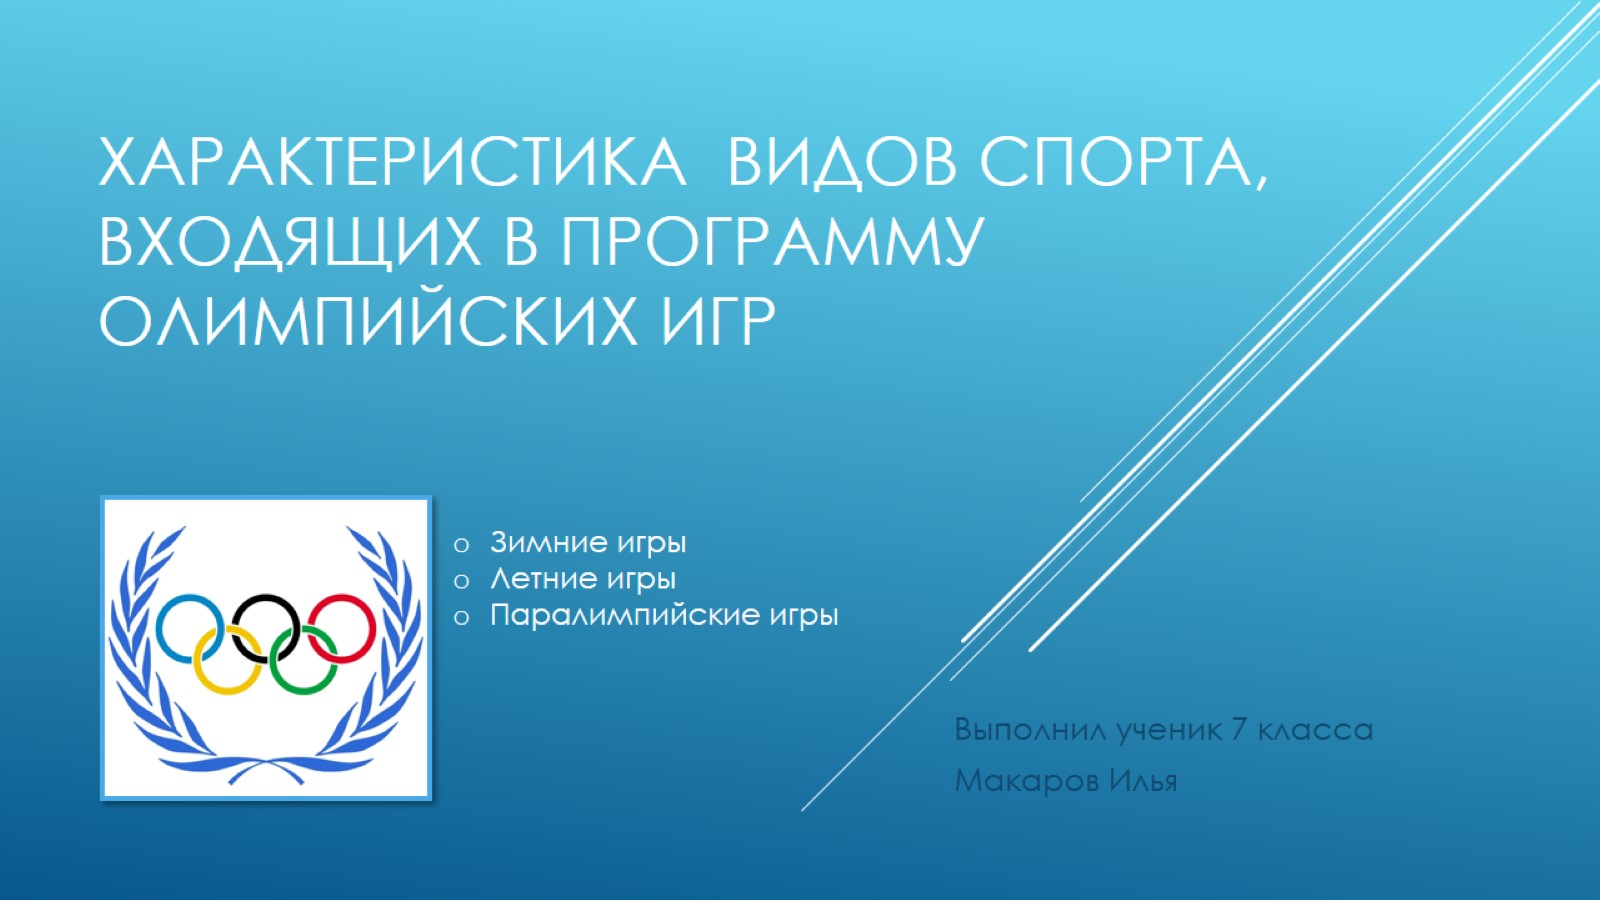 ХАРАКТЕРИСТИКА ВИДОВ СПОРТА,
ВХОДЯЩИХ В ПРОГРАММУ
ОЛИМПИЙСКИХ ИГР
o Зимние игры
o Летние игры
o Паралимпийские игры
Выполнил ученик 7 класса
Макаров Илья